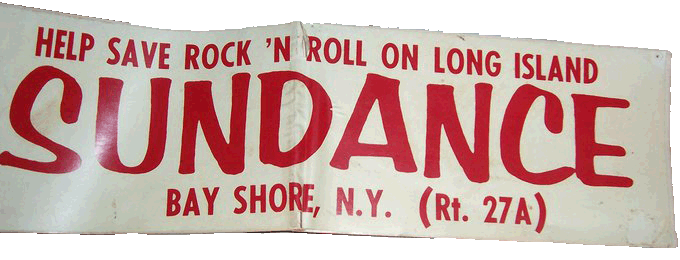 HELP SAVE ROCK 'N ROLL ON LONG ISLAND
SUNDANCE
BAY SHORE, N.Y. (Rt. 27A)